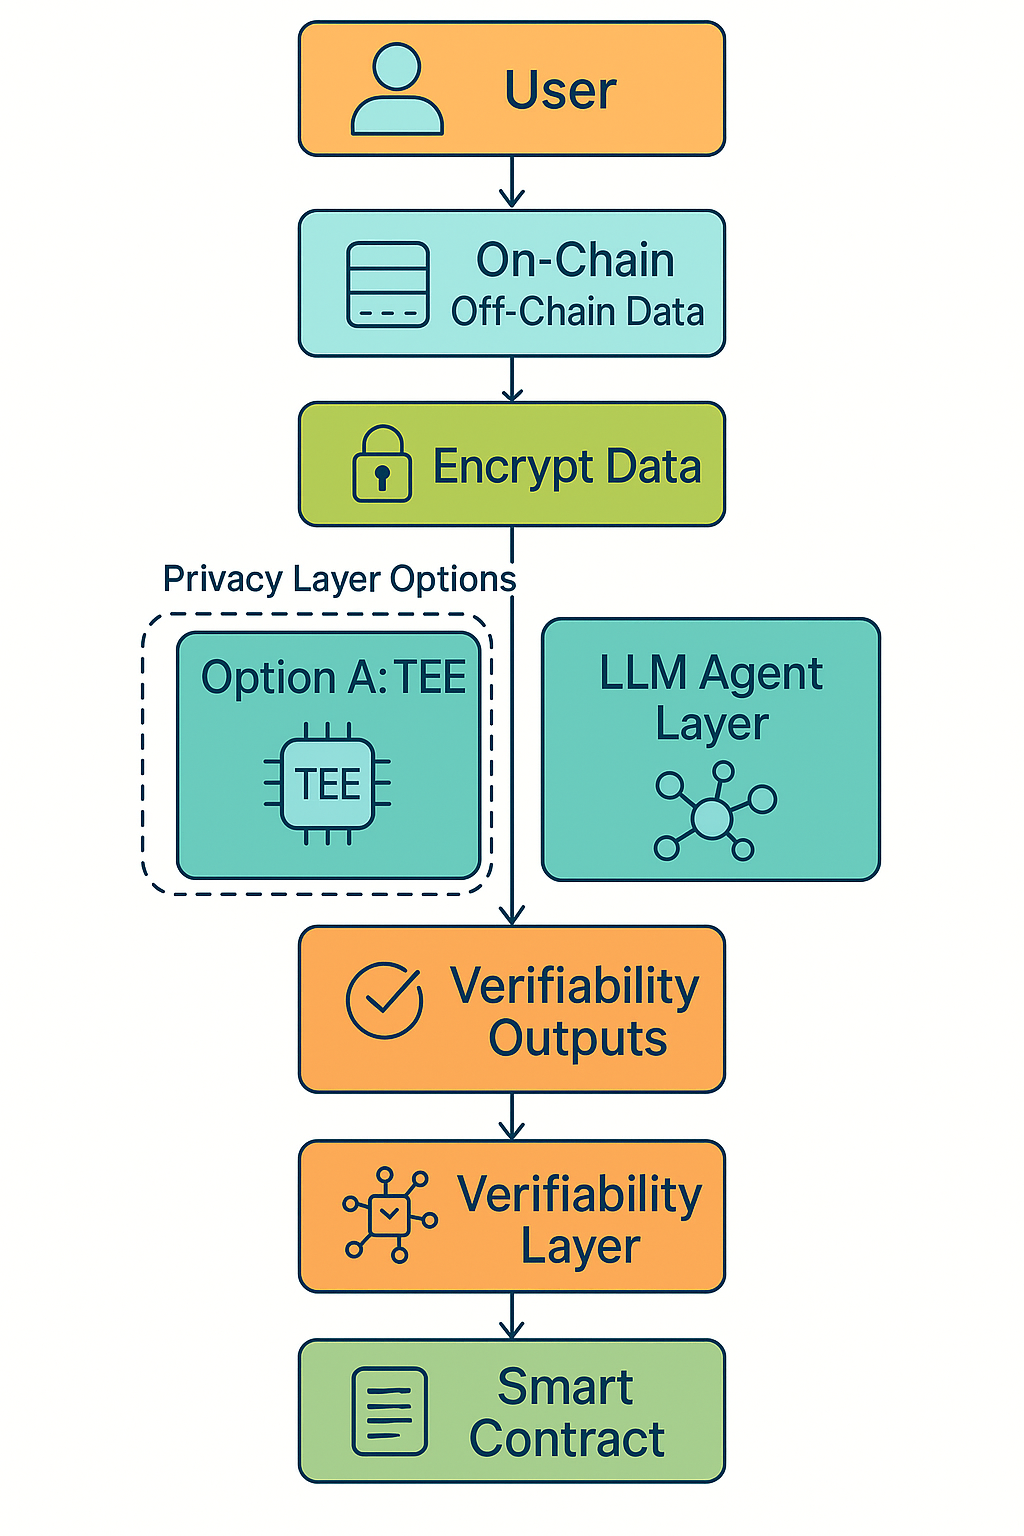 User
On-Chain
Off-Chain Data
Encrypt Data
Privacy Layer Options
Option A: TEE
TEE
LLM Agent
Layer
Verifiability
Outputs
Verifiability
Layer
Smart
Contract